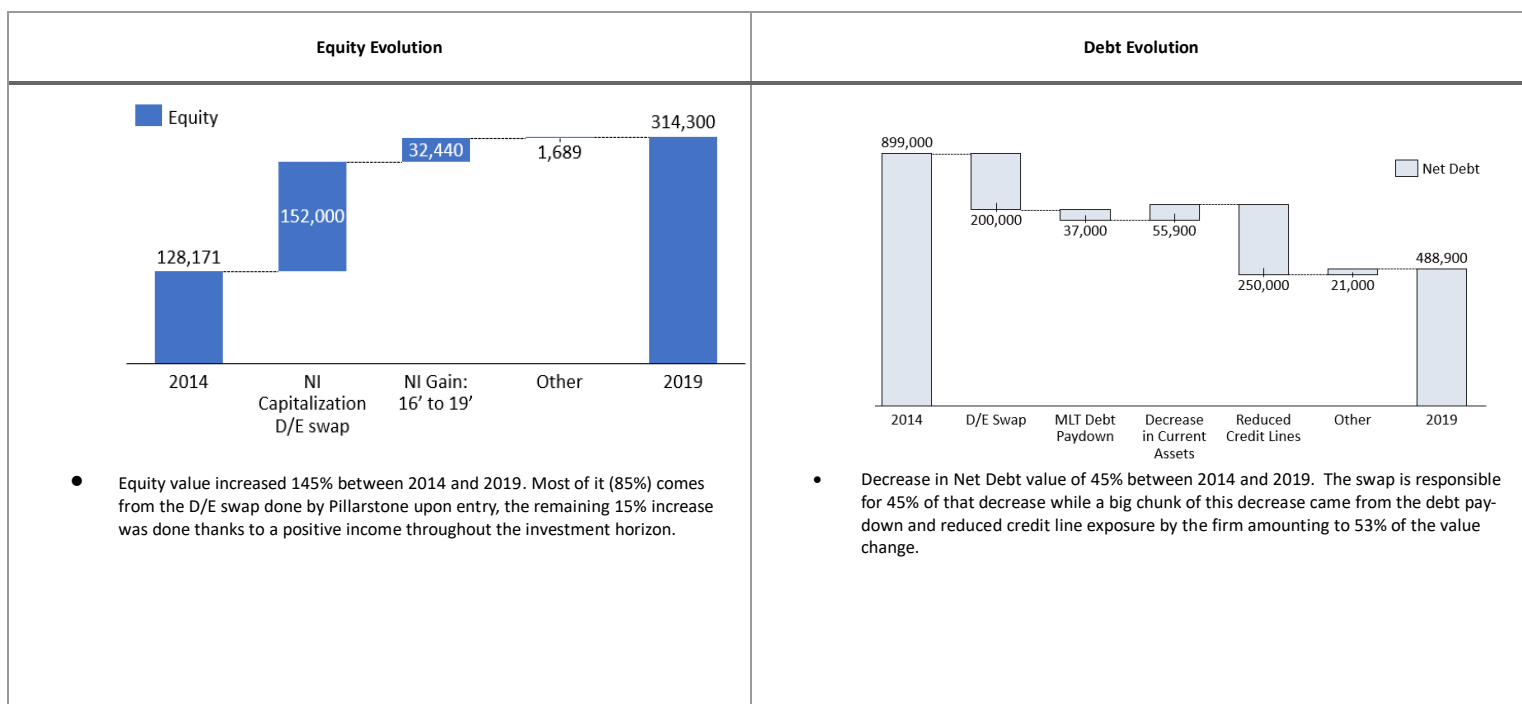 Equity Evolution
Equity
128,171
152,000
32,440
1,689
314,300
2014
NI
Capitalization
D/E swap
NI Gain:
16’ to 19’
Other
2019
● Equity value increased 145% between 2014 and 2019. Most of it (85%) comes
from the D/E swap done by Pillarstone upon entry, the remaining 15% increase
was done thanks to a positive income throughout the investment horizon.
Debt Evolution
Net Debt
899,000
200,000
37,000
55,900
250,000
21,000
488,900
2014
D/E Swap
MLT Debt
Paydown
Decrease
in Current
Assets
Reduced
Credit Lines
Other
2019
• Decrease in Net Debt value of 45% between 2014 and 2019. The swap is responsible
for 45% of that decrease while a big chunk of this decrease came from the debt pay-
down and reduced credit line exposure by the firm amounting to 53% of the value
change.